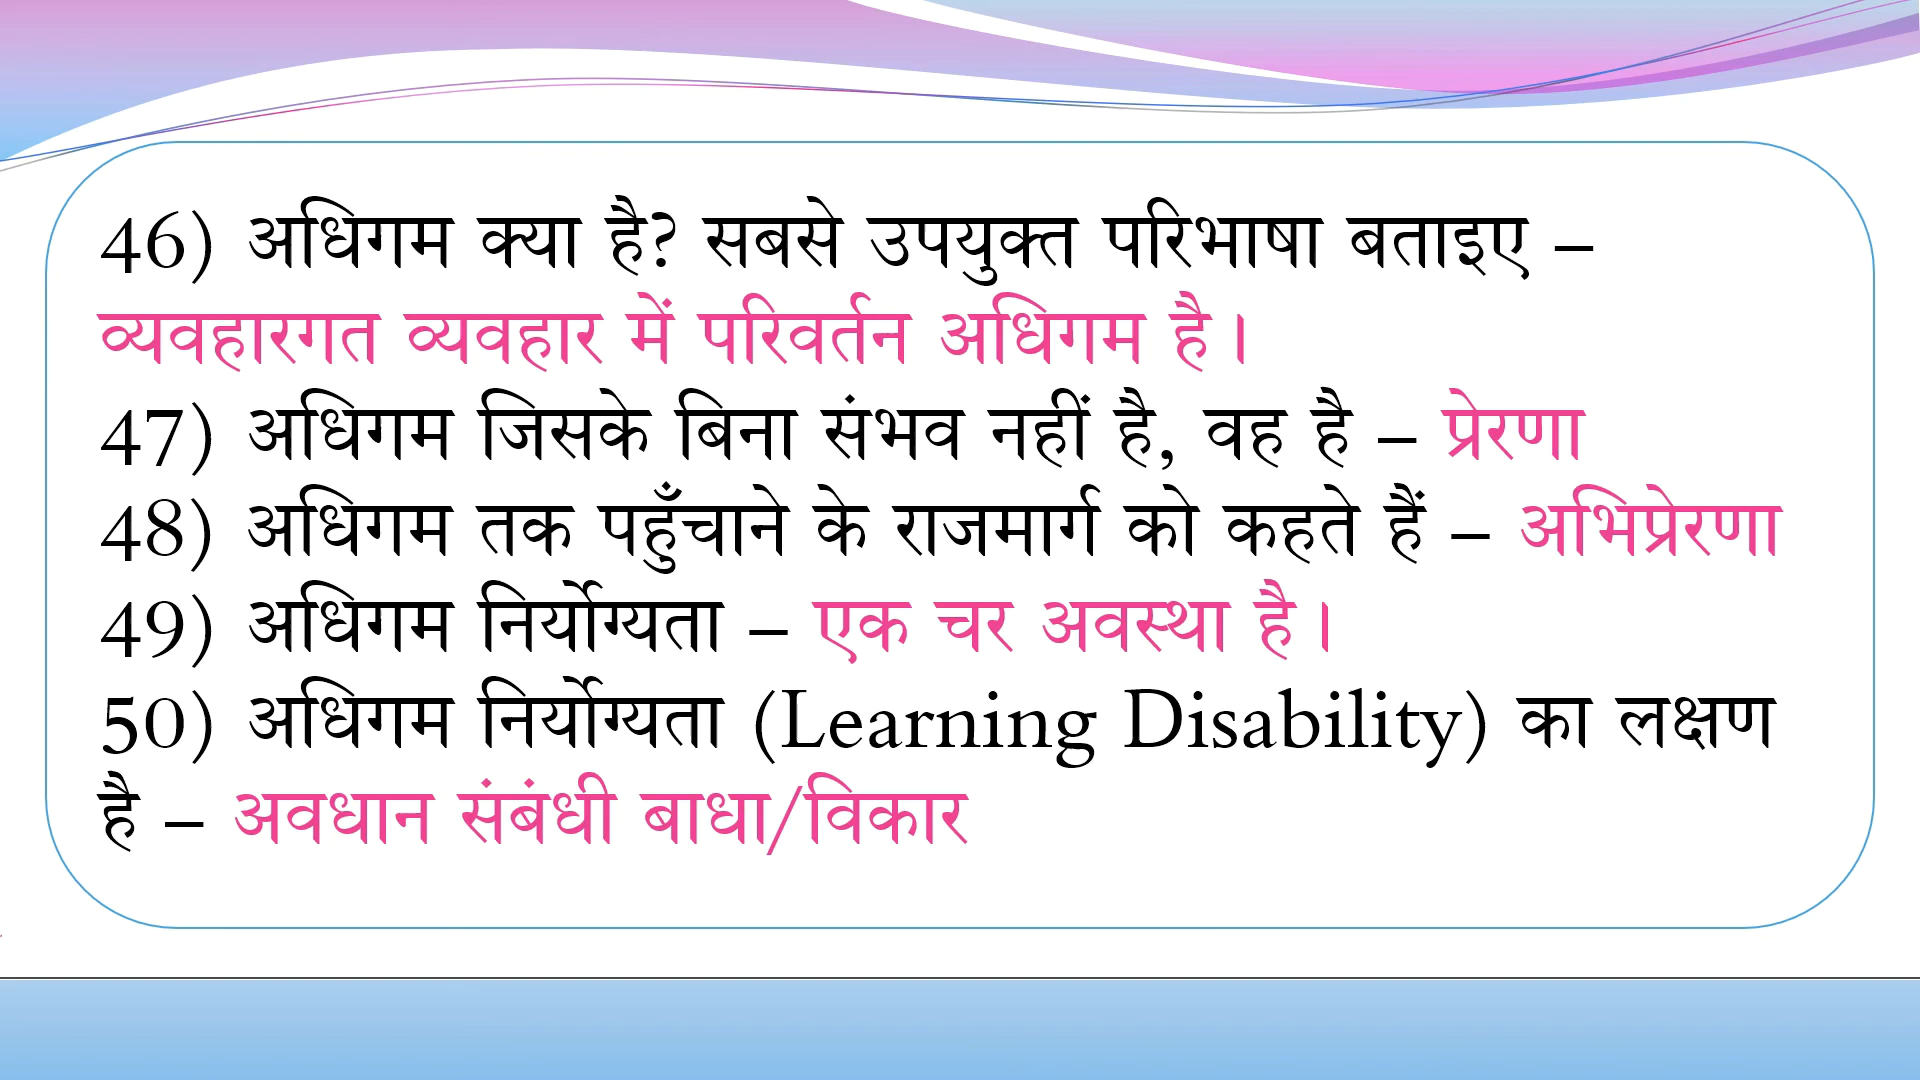 46) अधिगम क्या है? सबसे उपयुक्त परिभाषा बताइए –
व्यवहारगत व्यवहार में परिवर्तन अधिगम है।
47) अधिगम जिसके बिना संभव नहीं है, वह है – प्रेरणा
48) अधिगम तक पहुँचाने के राजमार्ग को कहते हैं – अभिप्रेरणा
49) अधिगम निर्योग्यता – एक चर अवस्था है।
50) अधिगम निर्योग्यता (Learning Disability) का लक्षण
है – अवधान संबंधी बाधा/विकार